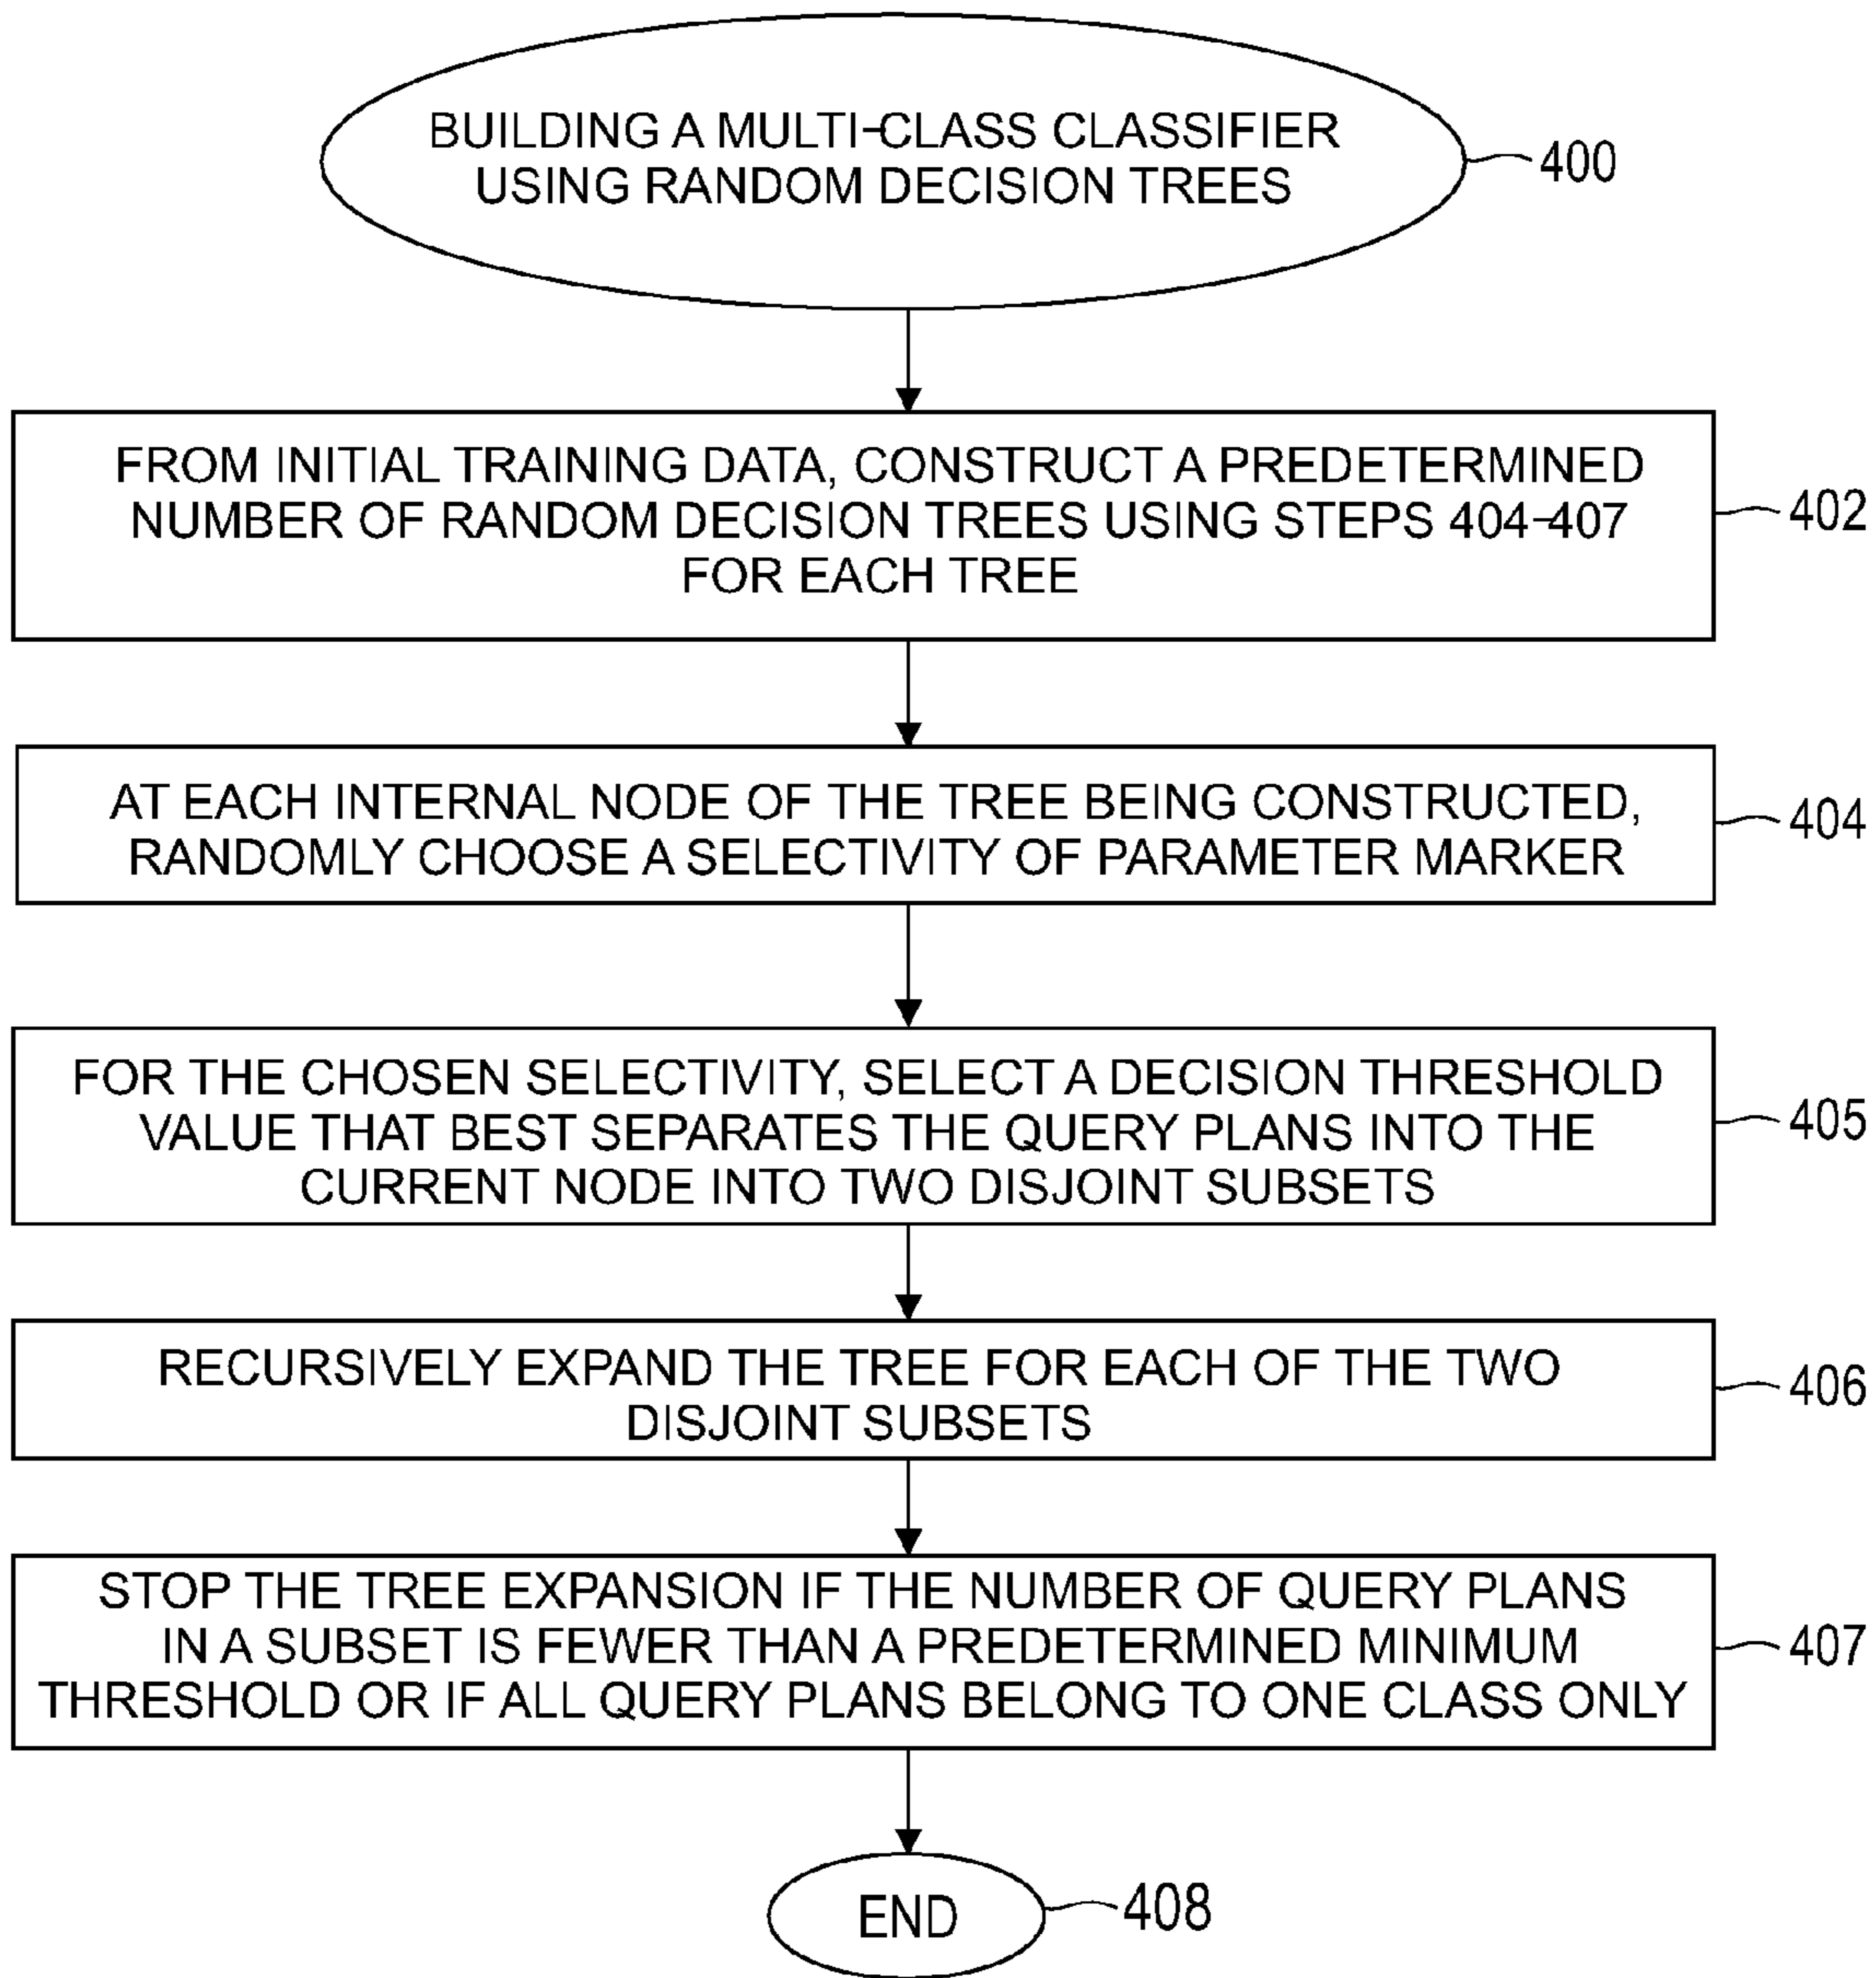 BUILDING A MULTI-CLASS CLASSIFIER
USING RANDOM DECISION TREES
400
FROM INITIAL TRAINING DATA, CONSTRUCT A PREDETERMINED
NUMBER OF RANDOM DECISION TREES USING STEPS 404-407
FOR EACH TREE
402
AT EACH INTERNAL NODE OF THE TREE BEING CONSTRUCTED,
RANDOMLY CHOOSE A SELECTIVITY OF PARAMETER MARKER
404
FOR THE CHOSEN SELECTIVITY, SELECT A DECISION THRESHOLD
VALUE THAT BEST SEPARATES THE QUERY PLANS INTO THE
CURRENT NODE INTO TWO DISJOINT SUBSETS
405
RECURSIVELY EXPAND THE TREE FOR EACH OF THE TWO
DISJOINT SUBSETS
406
STOP THE TREE EXPANSION IF THE NUMBER OF QUERY PLANS
IN A SUBSET IS FEWER THAN A PREDETERMINED MINIMUM
THRESHOLD OR IF ALL QUERY PLANS BELONG TO ONE CLASS ONLY
407
END
408